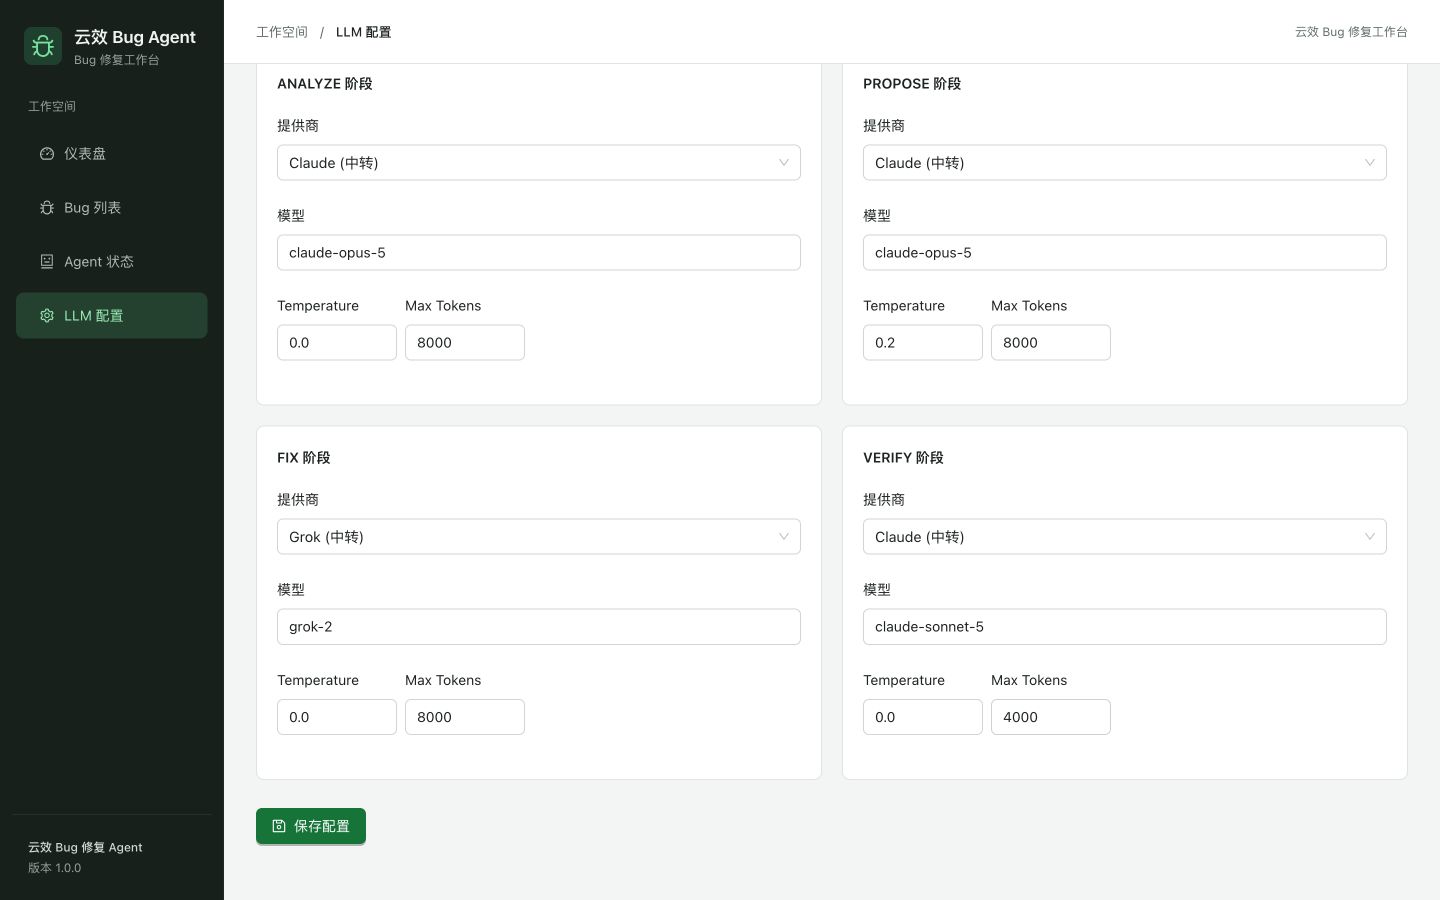 云效 Bug Agent
Bug 修复工作台
工作空间
仪表盘
Bug 列表
Agent 状态
LLM 配置
云效 Bug 修复 Agent
版本 1.0.0
工作空间 / LLM 配置
云效 Bug 修复工作台
ANALYZE 阶段
提供商
Claude (中转)
模型
claude-opus-5
Temperature Max Tokens
0.0 8000
PROPOSE 阶段
提供商
Claude (中转)
模型
claude-opus-5
Temperature Max Tokens
0.2 8000
FIX 阶段
提供商
Grok (中转)
模型
grok-2
Temperature Max Tokens
0.0 8000
VERIFY 阶段
提供商
Claude (中转)
模型
claude-sonnet-5
Temperature Max Tokens
0.0 4000
保存配置